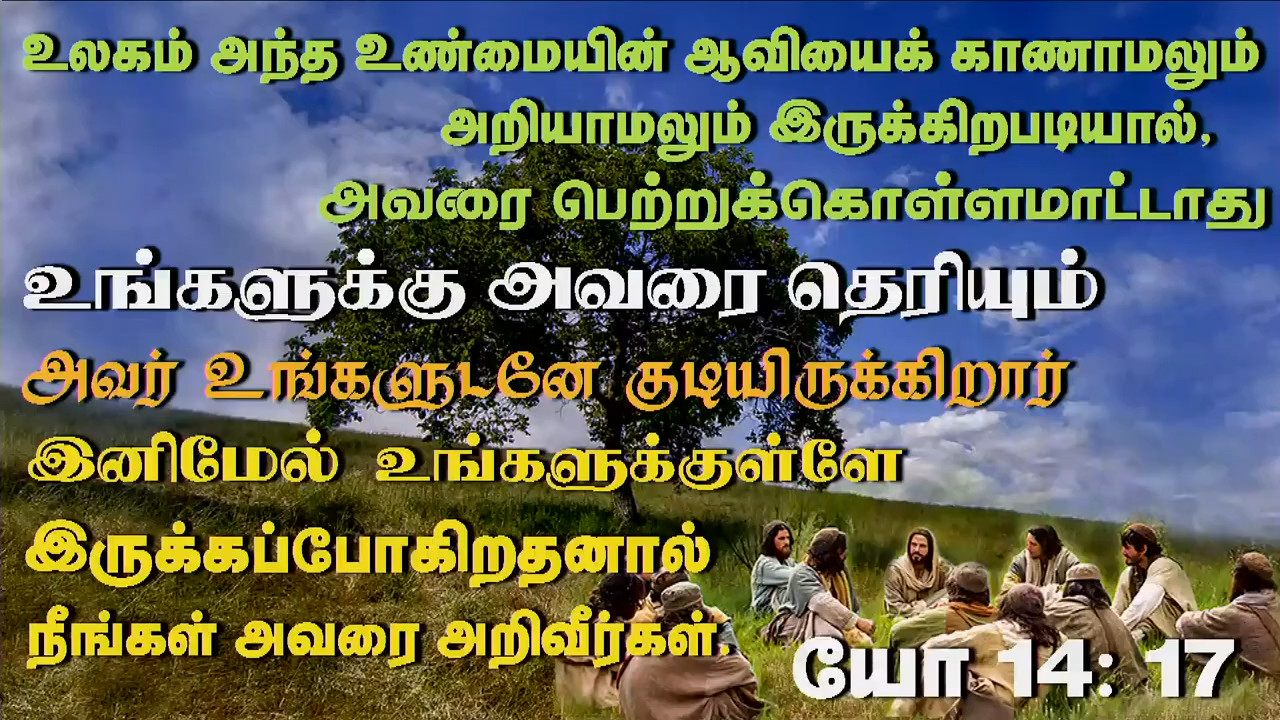 உலகம் அந்த உண்மையின் ஆவியைக் காணாமலும்
அறியாமலும் இருக்கிறபடியால்,
அவரை பெற்றுக்கொள்ளமாட்டாது
உங்களுக்கு அவரை தெரியும்
அவர் உங்களுடனே குடியிருக்கிறார்
இனிமேல் உங்களுக்குள்ளே
இருக்கப்போகிறதனால்
நீங்கள் அவரை அறிவீர்கள்.
யோ 14: 17